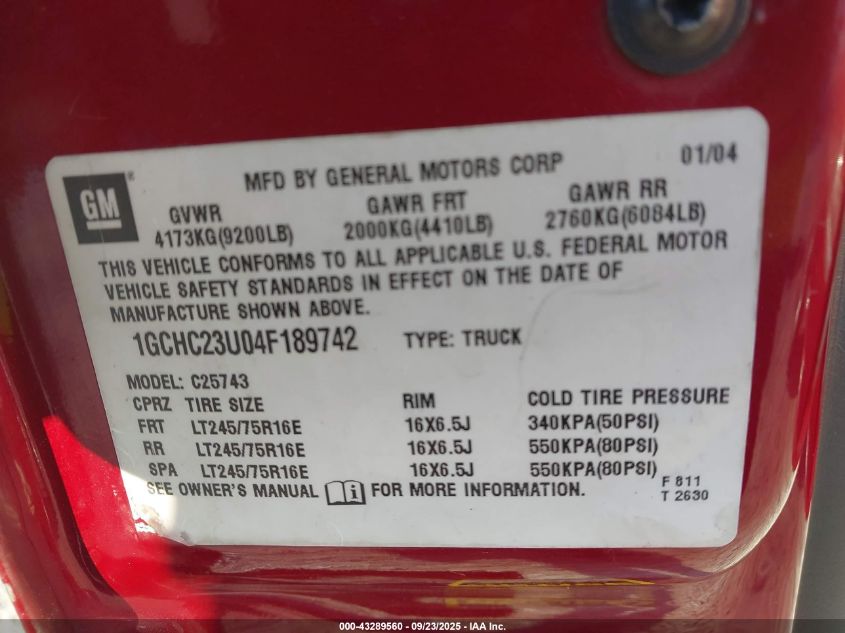 01/04
MFD BY GENERAL MOTORS CORP
GM®
GVWR GAWR FRT GAWR RR
4173KG(9200LB) 2000KG(4410LB) 2760KG(6084LB)
THIS VEHICLE CONFORMS TO ALL APPLICABLE U.S. FEDERAL MOTOR
VEHICLE SAFETY STANDARDS IN EFFECT ON THE DATE OF
MANUFACTURE SHOWN ABOVE.
1GCHC23U04F189742 TYPE: TRUCK
MODEL: C25743
CPRZ TIRE SIZE RIM COLD TIRE PRESSURE
FRT LT245/75R16E 16X6.5J 340KPA(50PSI)
RR LT245/75R16E 16X6.5J 550KPA(80PSI)
SPA LT245/75R16E 16X6.5J 550KPA(80PSI)
SEE OWNER'S MANUAL i FOR MORE INFORMATION.
F 811
T 2630
000-43289560 - 09/23/2025 - IAA Inc.